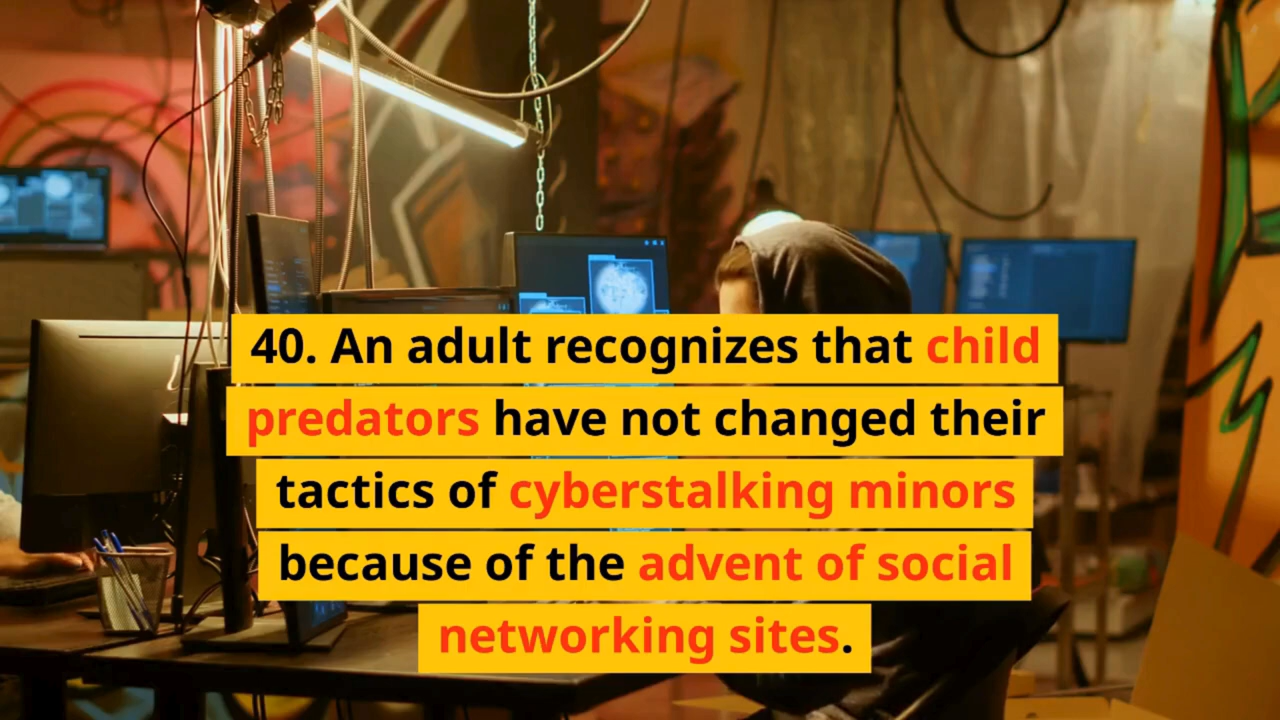 40. An adult recognizes that child
predators have not changed their
tactics of cyberstalking minors
because of the advent of social
networking sites.